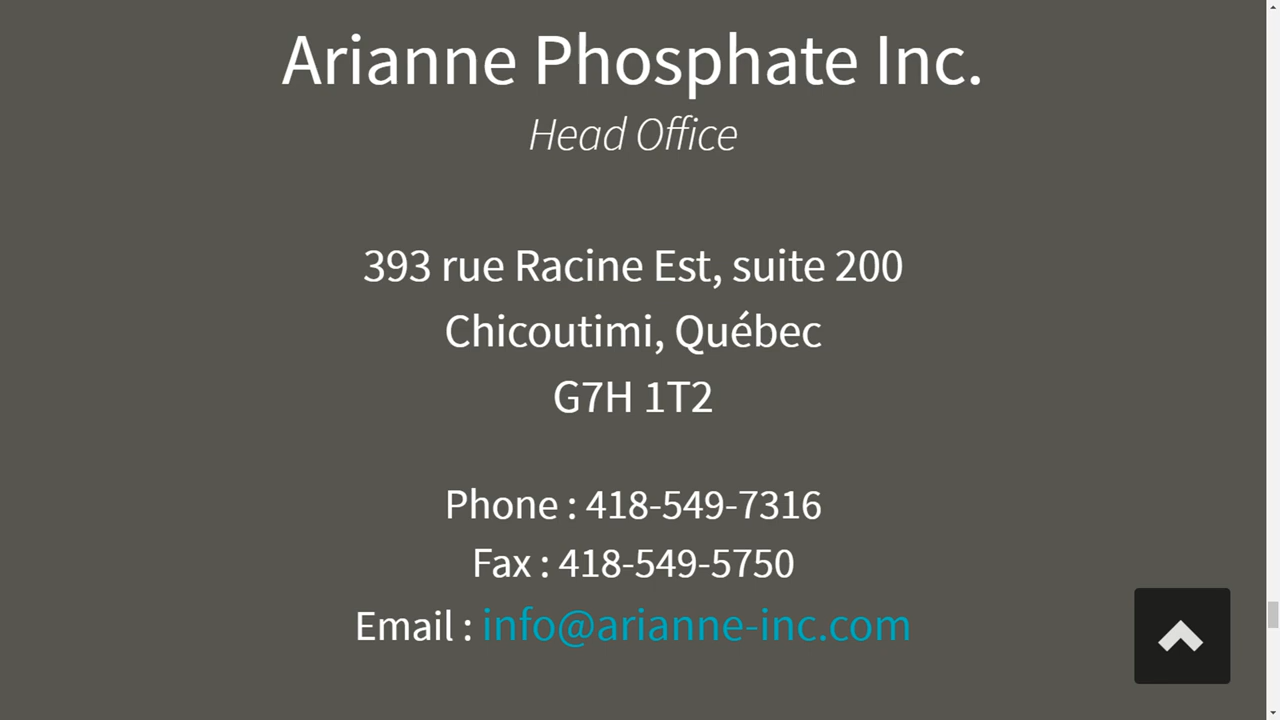 Arianne Phosphate Inc.
Head Office
393 rue Racine Est, suite 200
Chicoutimi, Québec
G7H 1T2
Phone : 418-549-7316
Fax : 418-549-5750
Email : info@arianne-inc.com